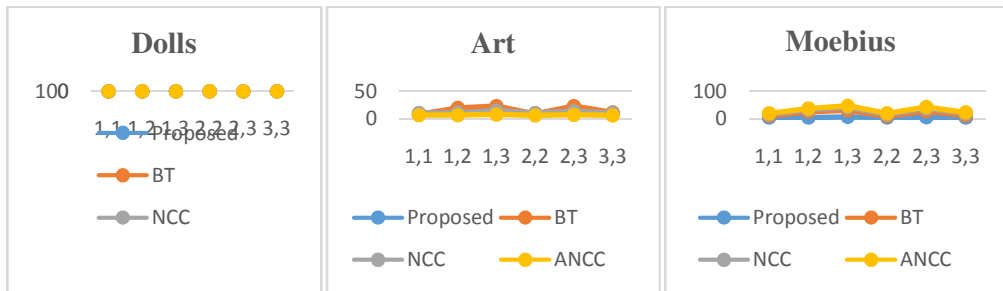 Dolls
100
0
1,1 1,2 1,3 2,2 2,3 3,3
Proposed
BT
NCC
Art
50
0
1,1 1,2 1,3 2,2 2,3 3,3
Proposed BT
NCC ANCC
Moebius
100
0
1,1 1,2 1,3 2,2 2,3 3,3
Proposed BT
NCC ANCC